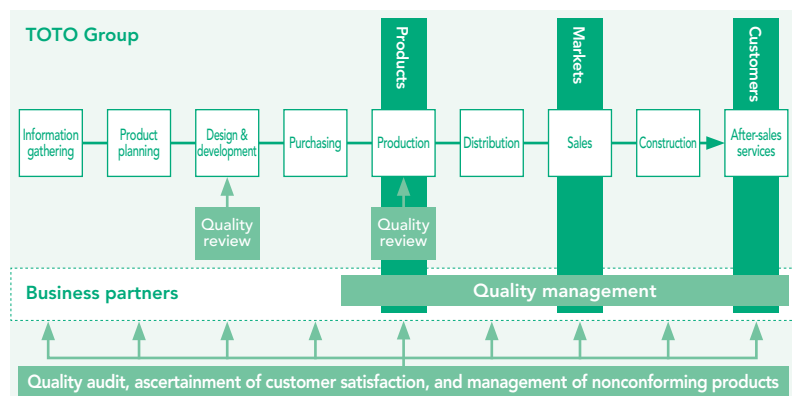 TOTO Group
Products
Markets
Customers
Information
gathering
Product
planning
Design &
development
Purchasing
Production
Distribution
Sales
Construction
After-sales
services
Quality
review
Quality
review
Business partners
Quality management
Quality audit, ascertainment of customer satisfaction, and management of nonconforming products